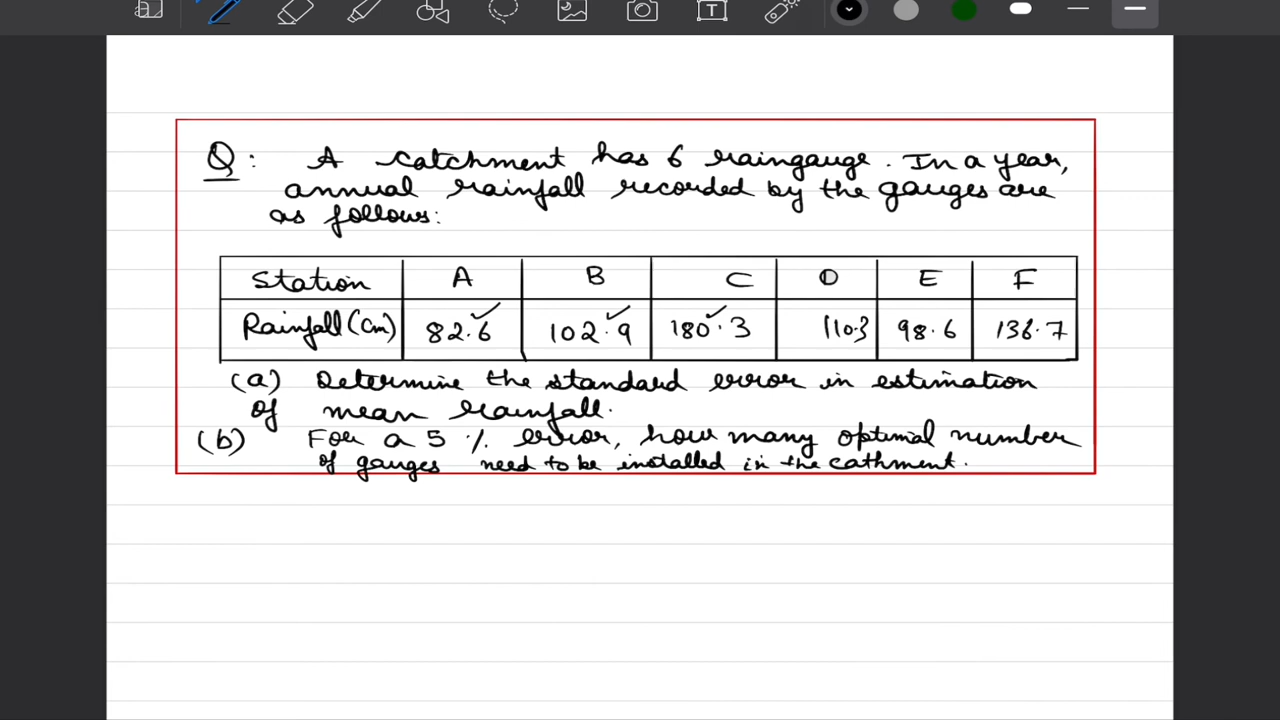 Q: A catchment has 6 raingauge. In a year,
annual rainfall recorded by the gauges are
as follows:
Station A B C D E F
Rainfall (cm) 82.6 102.9 180.3 110.3 98.6 136.7
(a) Determine the standard error in estimation
of mean rainfall.
(b) For a 5% error, how many optimal number
of gauges need to be installed in the cathment.